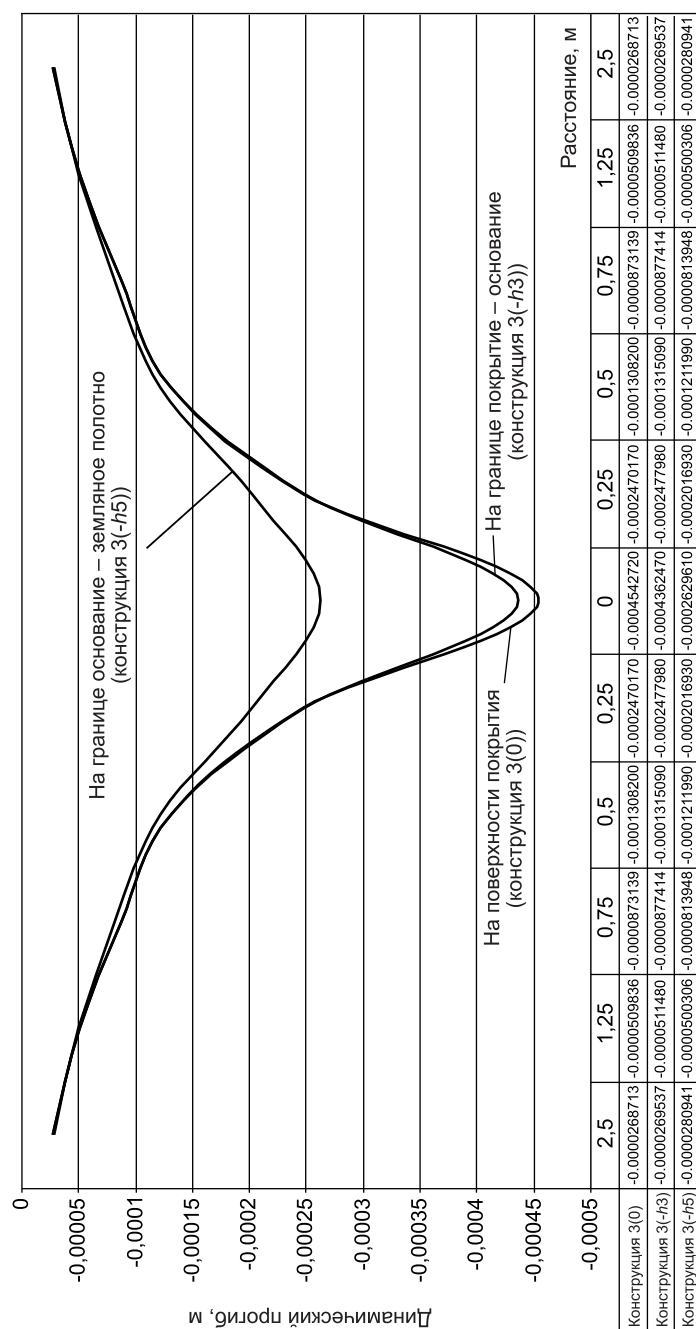 Динамический прогиб, м
0
-0,00005
-0,0001
-0,00015
-0,0002
-0,00025
-0,0003
-0,00035
-0,0004
-0,00045
-0,0005
На границе основание – земляное полотно
(конструкция 3(-h5))
На поверхности покрытия
(конструкция 3(0))
На границе покрытие – основание
(конструкция 3(-h3))
Расстояние, м
2,5 1,25 0,75 0,5 0,25 0 0,25 0,5 0,75 1,25 2,5
Конструкция 3(0) -0.0000268713 -0.0000509836 -0.0000873139 -0.0001308200 -0.0002470170 -0.0004542720 -0.0002470170 -0.0001308200 -0.0000873139 -0.0000509836 -0.0000268713
Конструкция 3(-h3) -0.0000269537 -0.0000511480 -0.0000877414 -0.0001315090 -0.0002477980 -0.0004362470 -0.0002477980 -0.0001315090 -0.0000877414 -0.0000511480 -0.0000269537
Конструкция 3(-h5) -0.0000280941 -0.0000500306 -0.0000813948 -0.0001211990 -0.0002016930 -0.0002629610 -0.0002016930 -0.0001211990 -0.0000813948 -0.0000500306 -0.0000280941